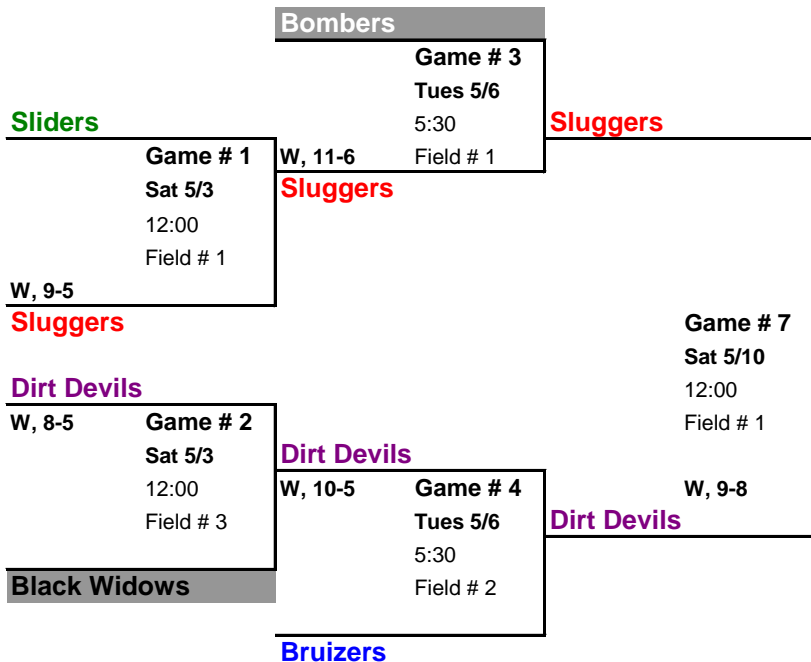 Bombers
Game # 3
Tues 5/6
Sliders
5:30
Sluggers
Game # 1
W, 11-6
Field # 1
Sat 5/3
Sluggers
12:00
Field # 1
W, 9-5
Sluggers
Game # 7
Sat 5/10
Dirt Devils
12:00
W, 8-5
Game # 2
Field # 1
Sat 5/3
Dirt Devils
12:00
W, 10-5
Game # 4
W, 9-8
Field # 3
Tues 5/6
Dirt Devils
5:30
Black Widows
Field # 2
Bruizers